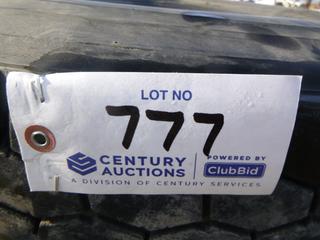 LOT NO
777
CENTURY AUCTIONS
POWERED BY
ClubBid
A DIVISION OF CENTURY SERVICES